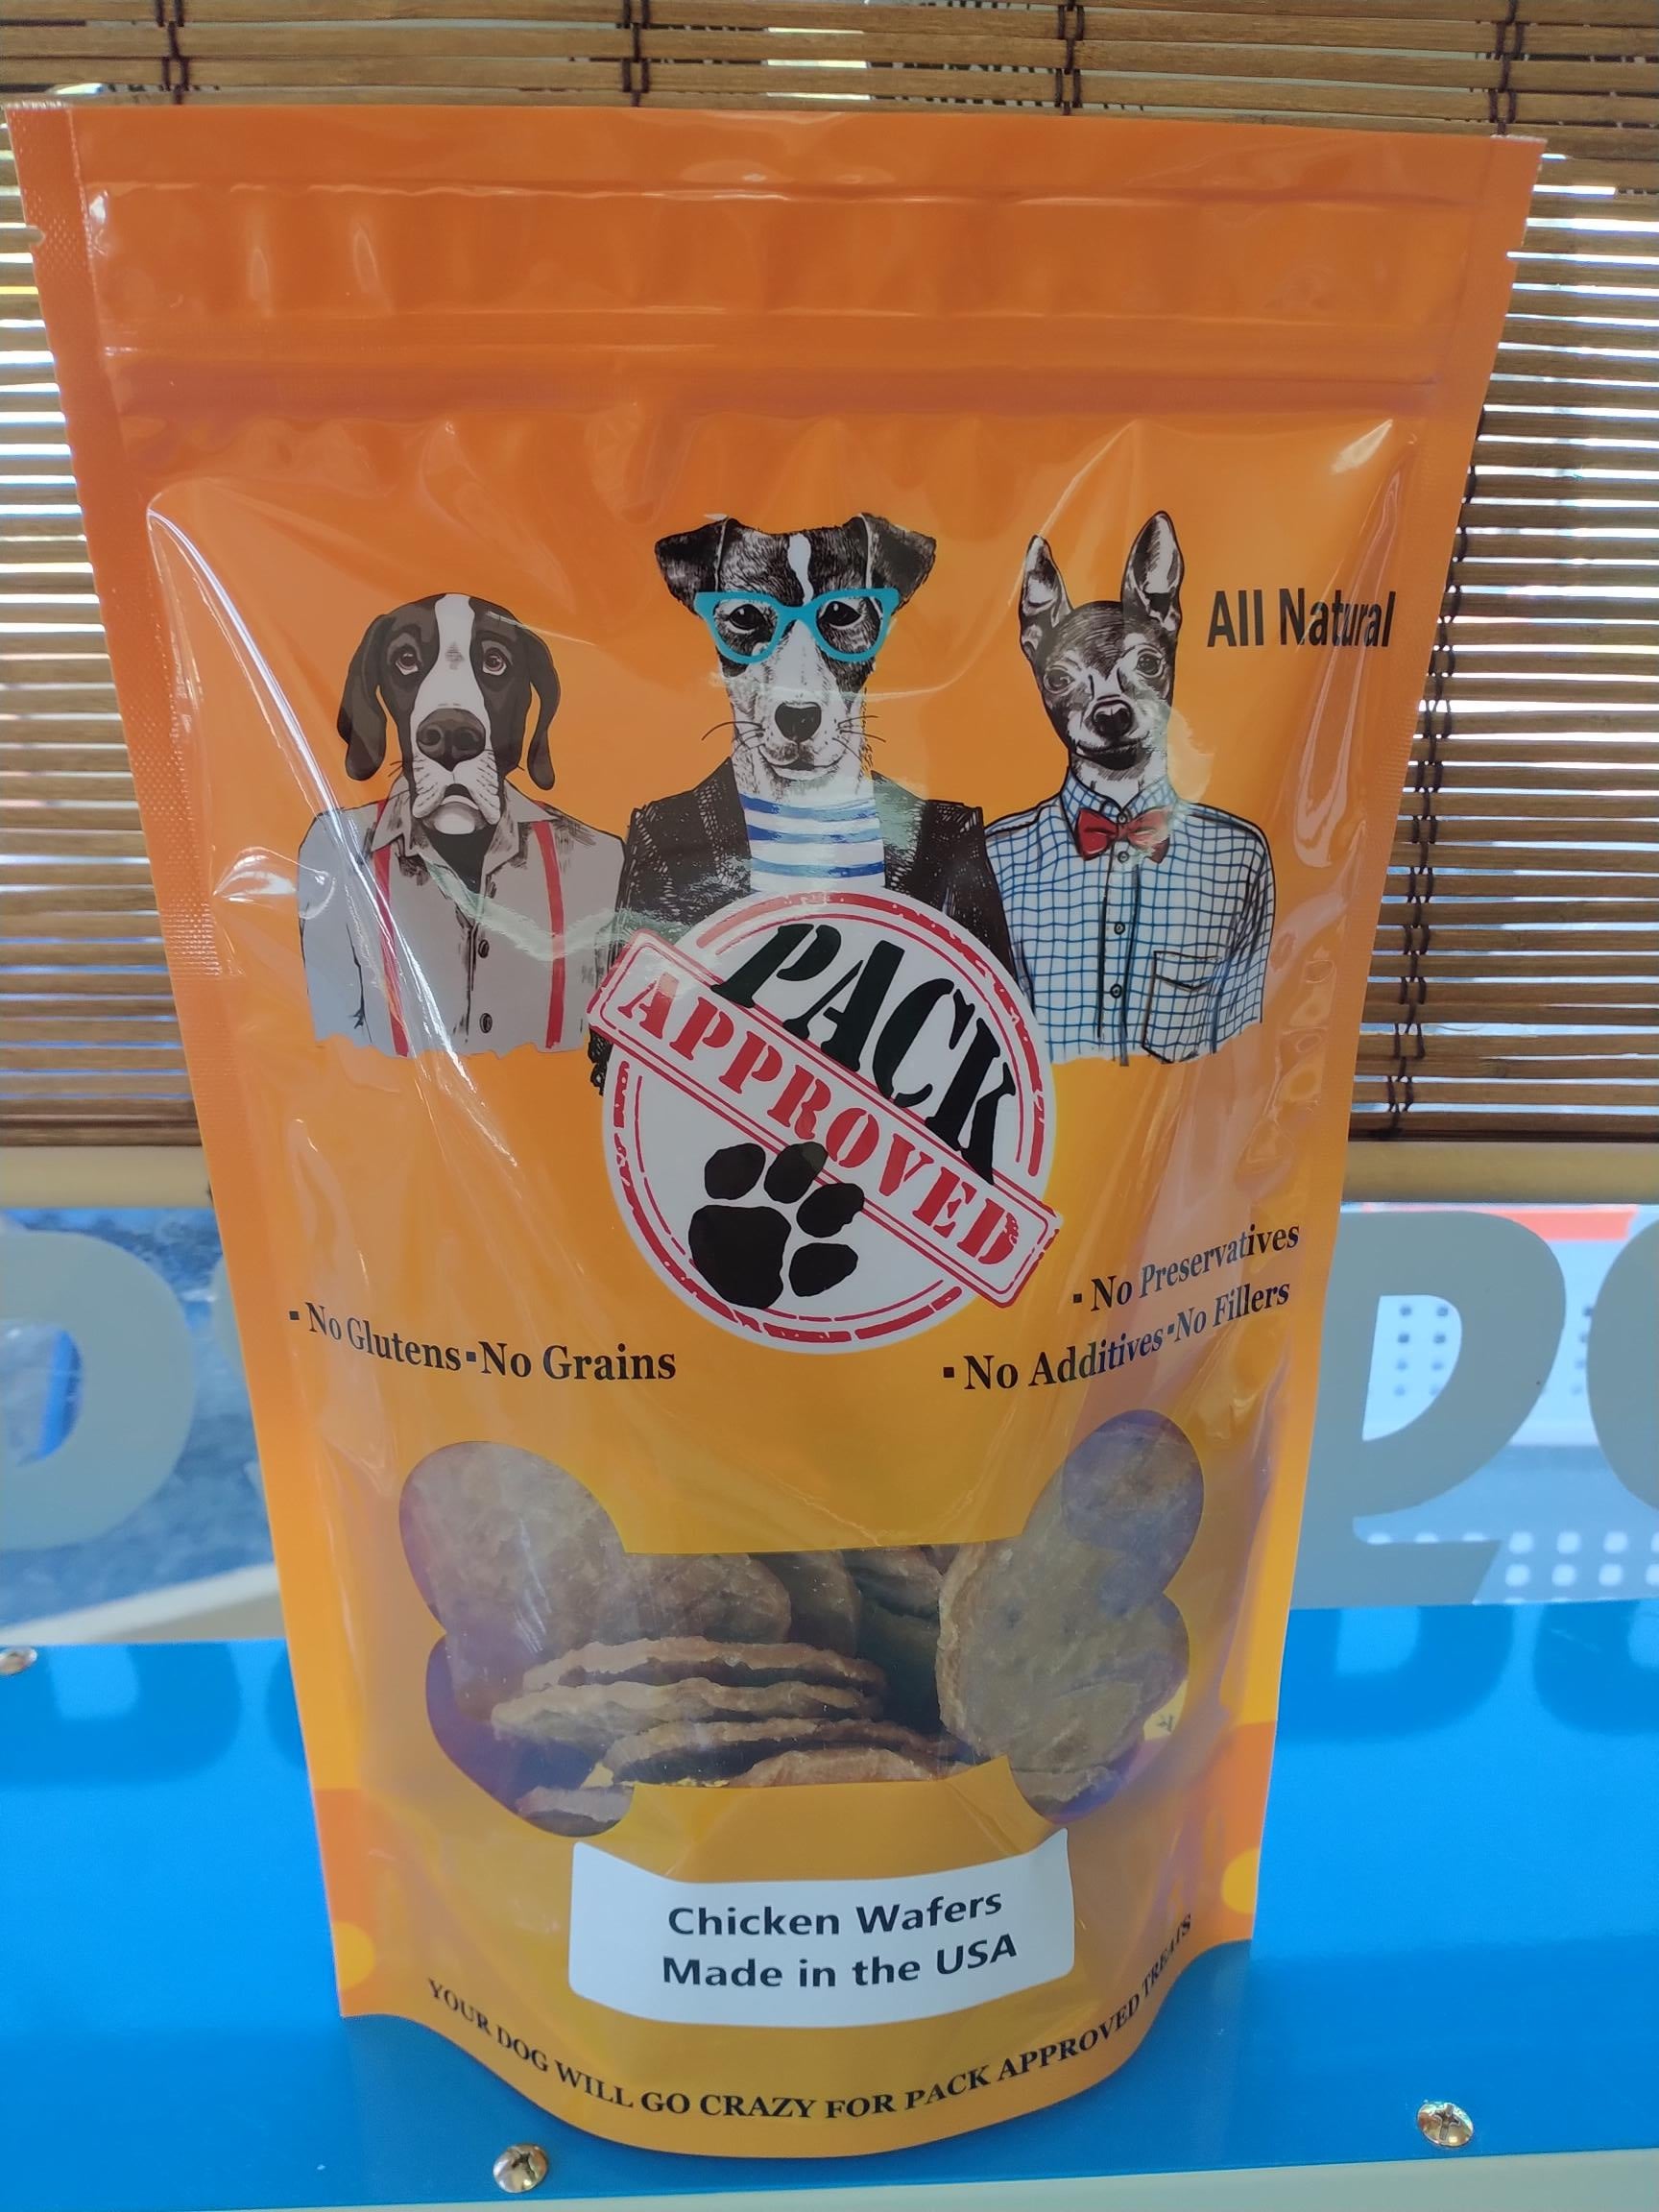 All Natural
PACK
APPROVED
▪ No Preservatives
▪ No Glutens▪No Grains
▪ No Additives▪No Fillers
Chicken Wafers
Made in the USA
YOUR DOG WILL GO CRAZY FOR PACK APPROVED TREATS